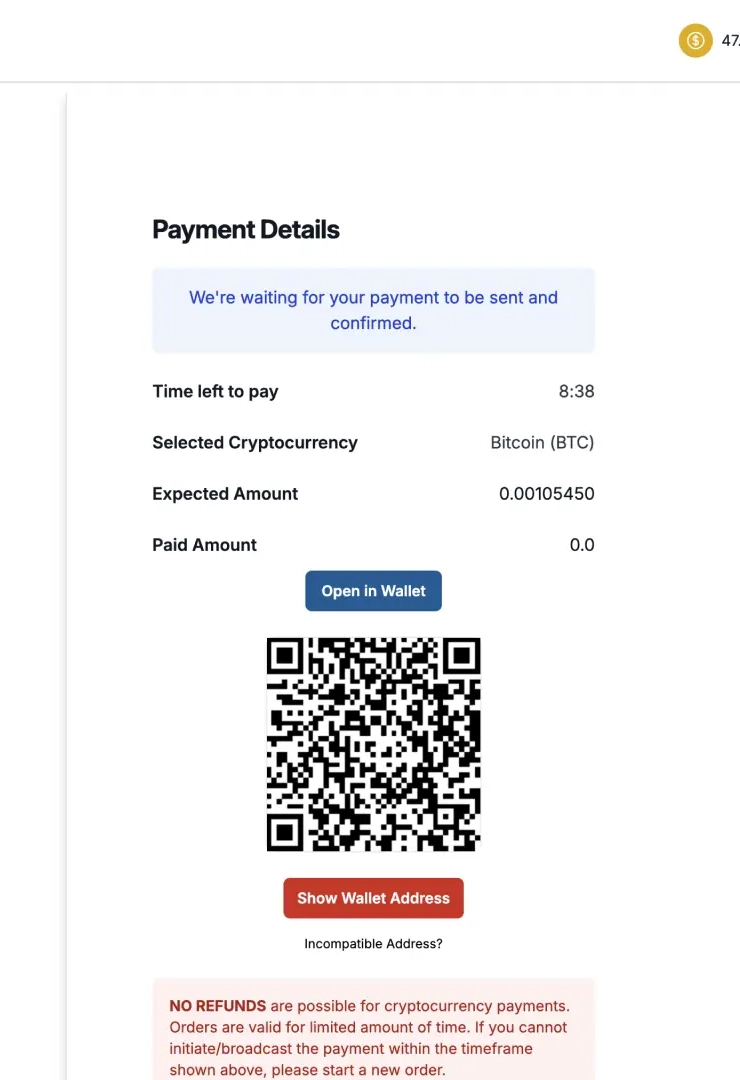 47.
Payment Details
We're waiting for your payment to be sent and
confirmed.
Time left to pay 8:38
Selected Cryptocurrency Bitcoin (BTC)
Expected Amount 0.00105450
Paid Amount 0.0
Open in Wallet
Show Wallet Address
Incompatible Address?
NO REFUNDS are possible for cryptocurrency payments.
Orders are valid for limited amount of time. If you cannot
initiate/broadcast the payment within the timeframe
shown above, please start a new order.